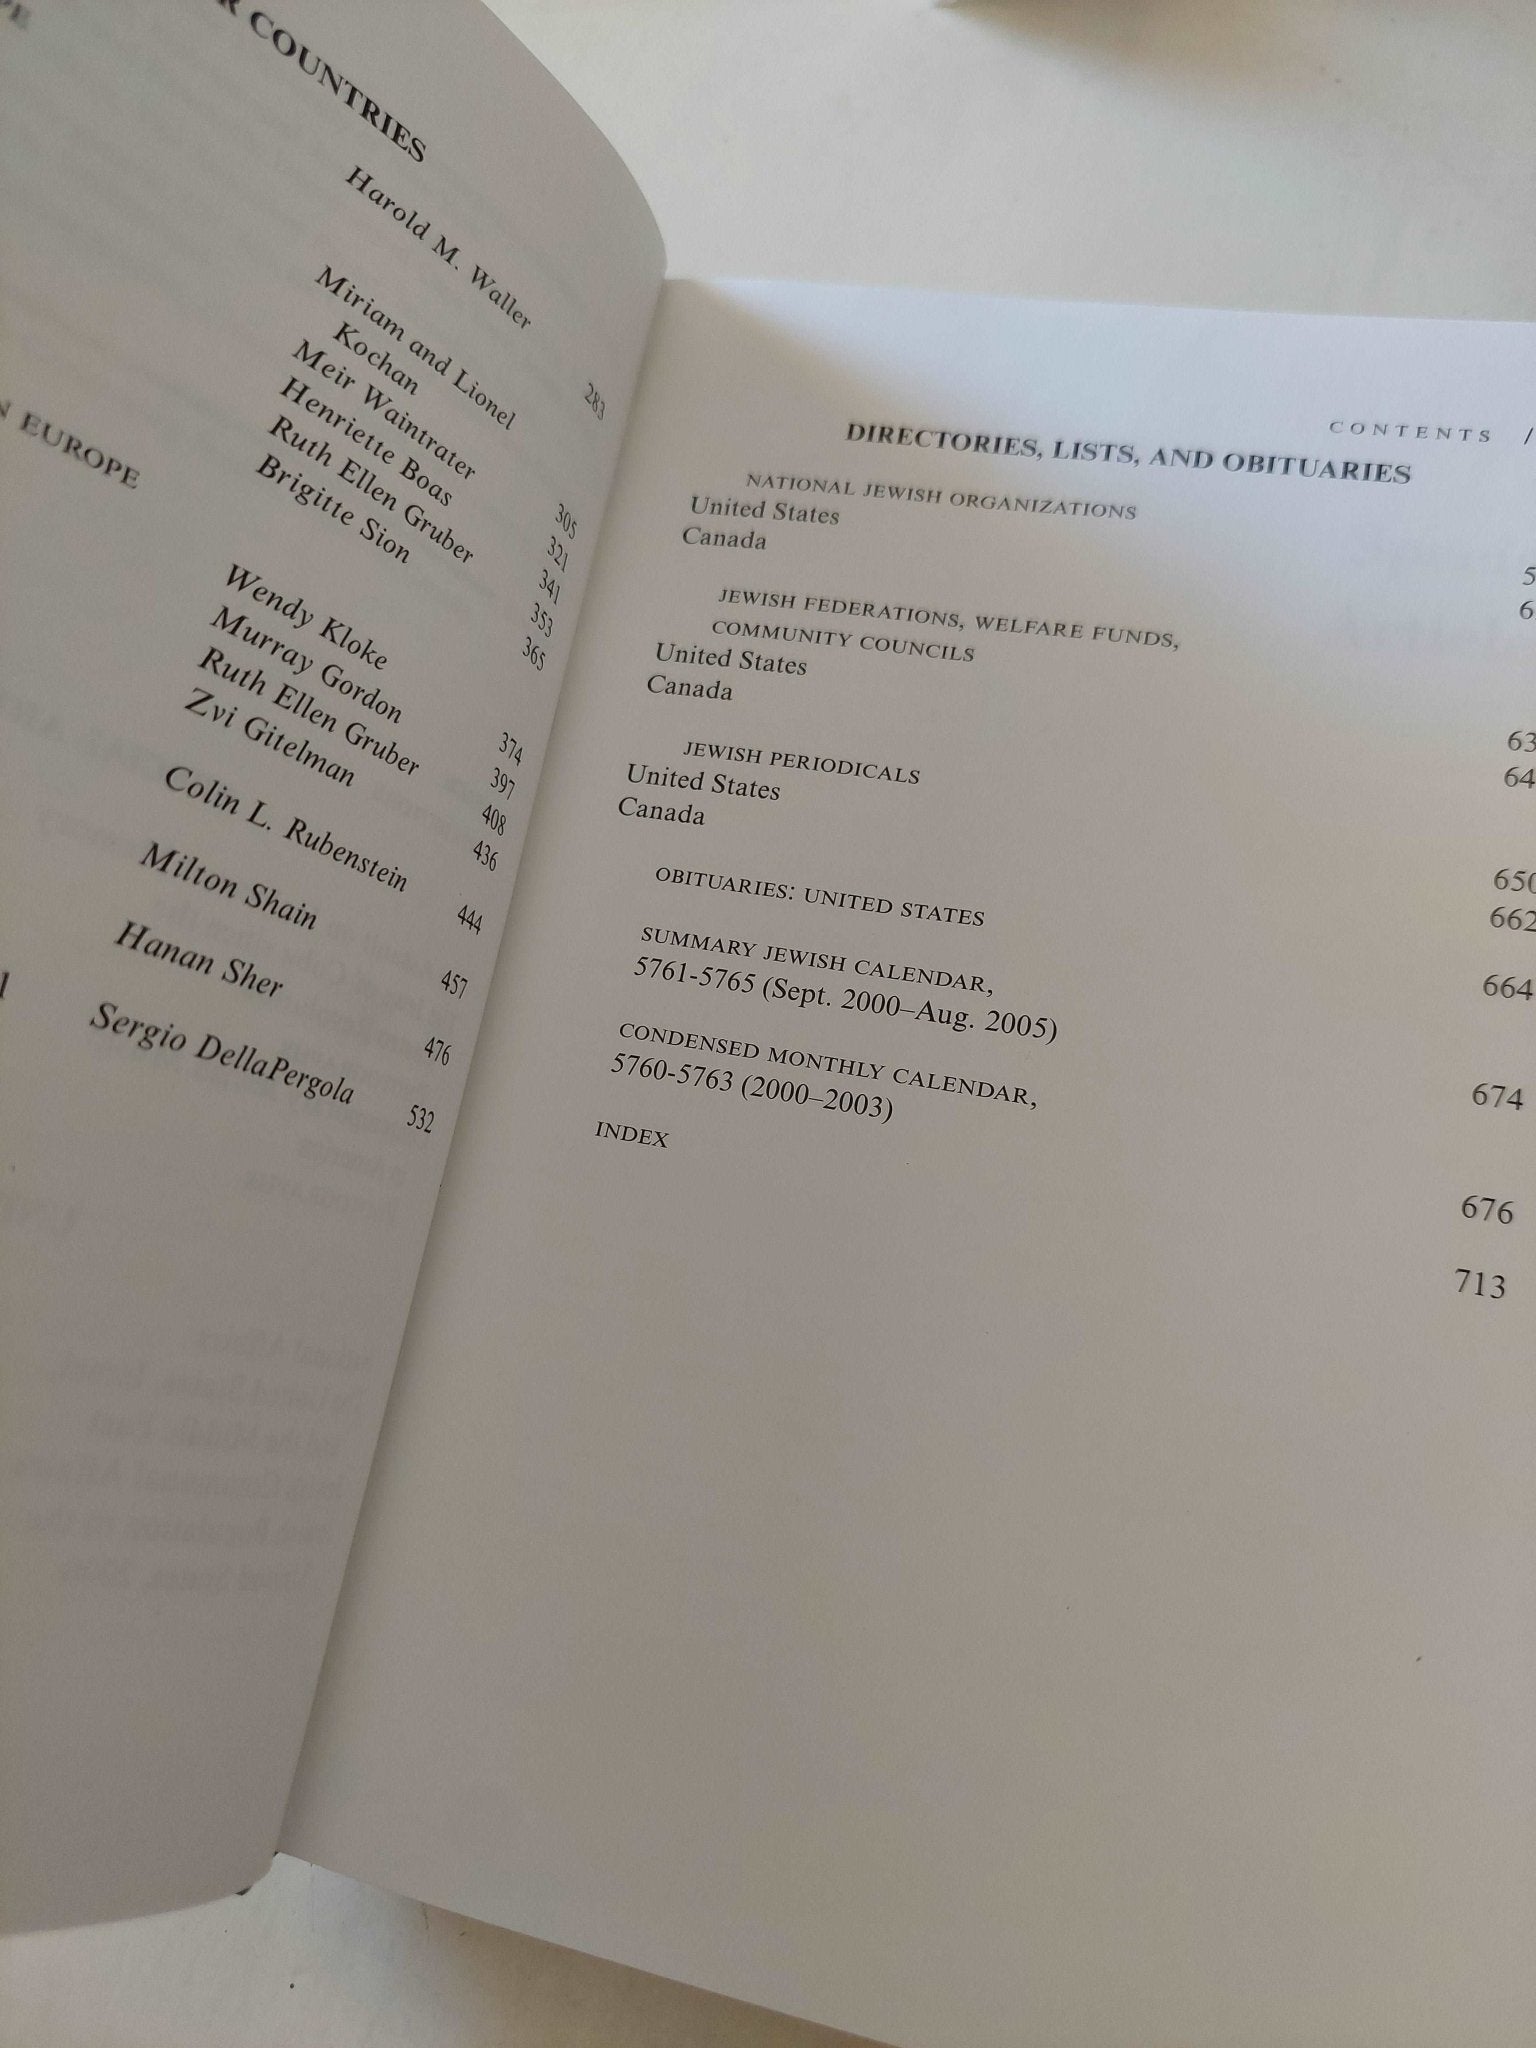 COUNTRIES
Harold M. Waller 283
Miriam and Lionel
Kochan 305
Meir Waintrater 321
Henriette Boas 341
Ruth Ellen Gruber 353
Brigitte Sion 365
EUROPE
Wendy Kloke 374
Murray Gordon 397
Ruth Ellen Gruber 408
Zvi Gitelman 436
Colin L. Rubenstein 444
Milton Shain 457
Hanan Sher 476
Sergio DellaPergola 532
CONTENTS /
DIRECTORIES, LISTS, AND OBITUARIES
NATIONAL JEWISH ORGANIZATIONS
United States
Canada
JEWISH FEDERATIONS, WELFARE FUNDS,
COMMUNITY COUNCILS
United States
Canada
JEWISH PERIODICALS
United States 650
Canada 662
OBITUARIES: UNITED STATES 664
SUMMARY JEWISH CALENDAR,
5761-5765 (Sept. 2000–Aug. 2005) 674
CONDENSED MONTHLY CALENDAR,
5760-5763 (2000–2003) 676
INDEX 713